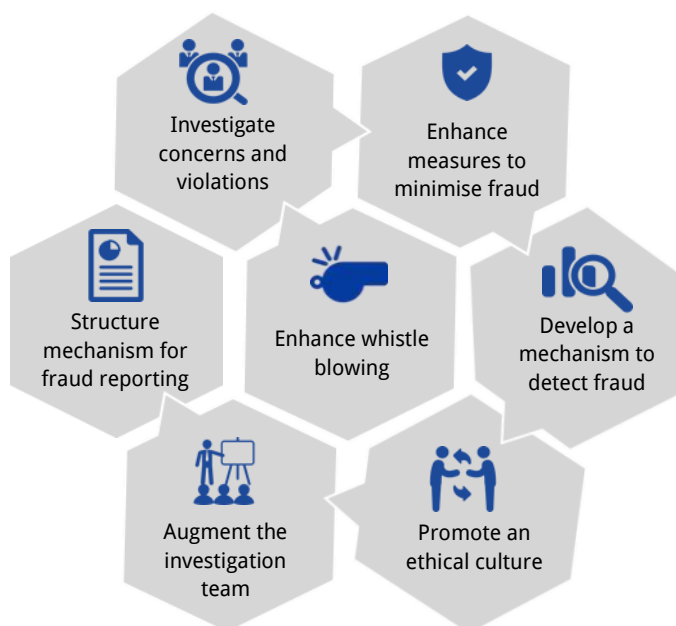 Investigate
concerns and
violations
Enhance
measures to
minimise fraud
Structure
mechanism for
fraud reporting
Enhance whistle
blowing
Develop a
mechanism to
detect fraud
Augment the
investigation
team
Promote an
ethical culture